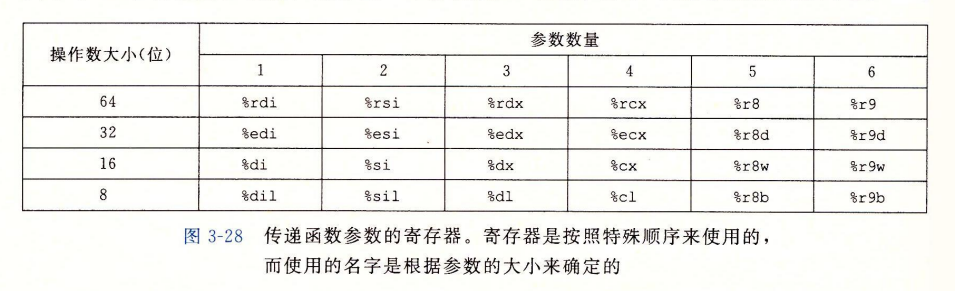 操作数大小(位) 参数数量
1 2 3 4 5 6
64 %rdi %rsi %rdx %rcx %r8 %r9
32 %edi %esi %edx %ecx %r8d %r9d
16 %di %si %dx %cx %r8w %r9w
8 %dil %sil %dl %cl %r8b %r9b
图 3-28 传递函数参数的寄存器。寄存器是按照特殊顺序来使用的，
而使用的名字是根据参数的大小来确定的